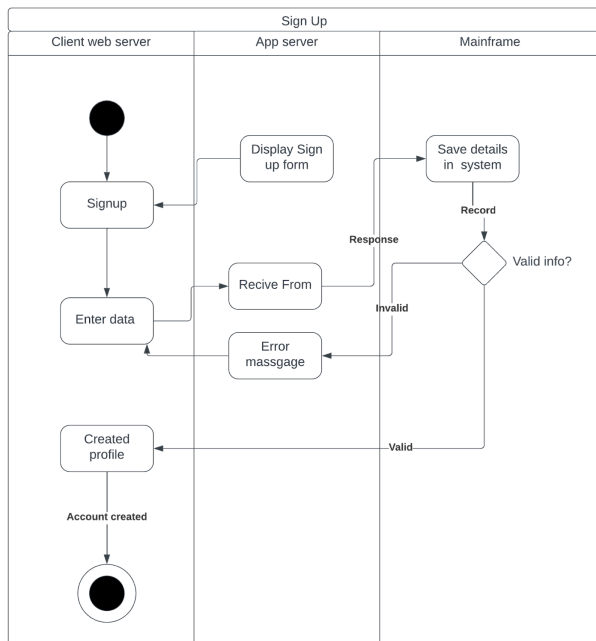 Sign Up
Client web server
App server
Mainframe
Display Sign
up form
Save details
in system
Signup
Record
Response
Valid info?
Recive From
Enter data
Invalid
Error
massgage
Created
profile
Valid
Account created